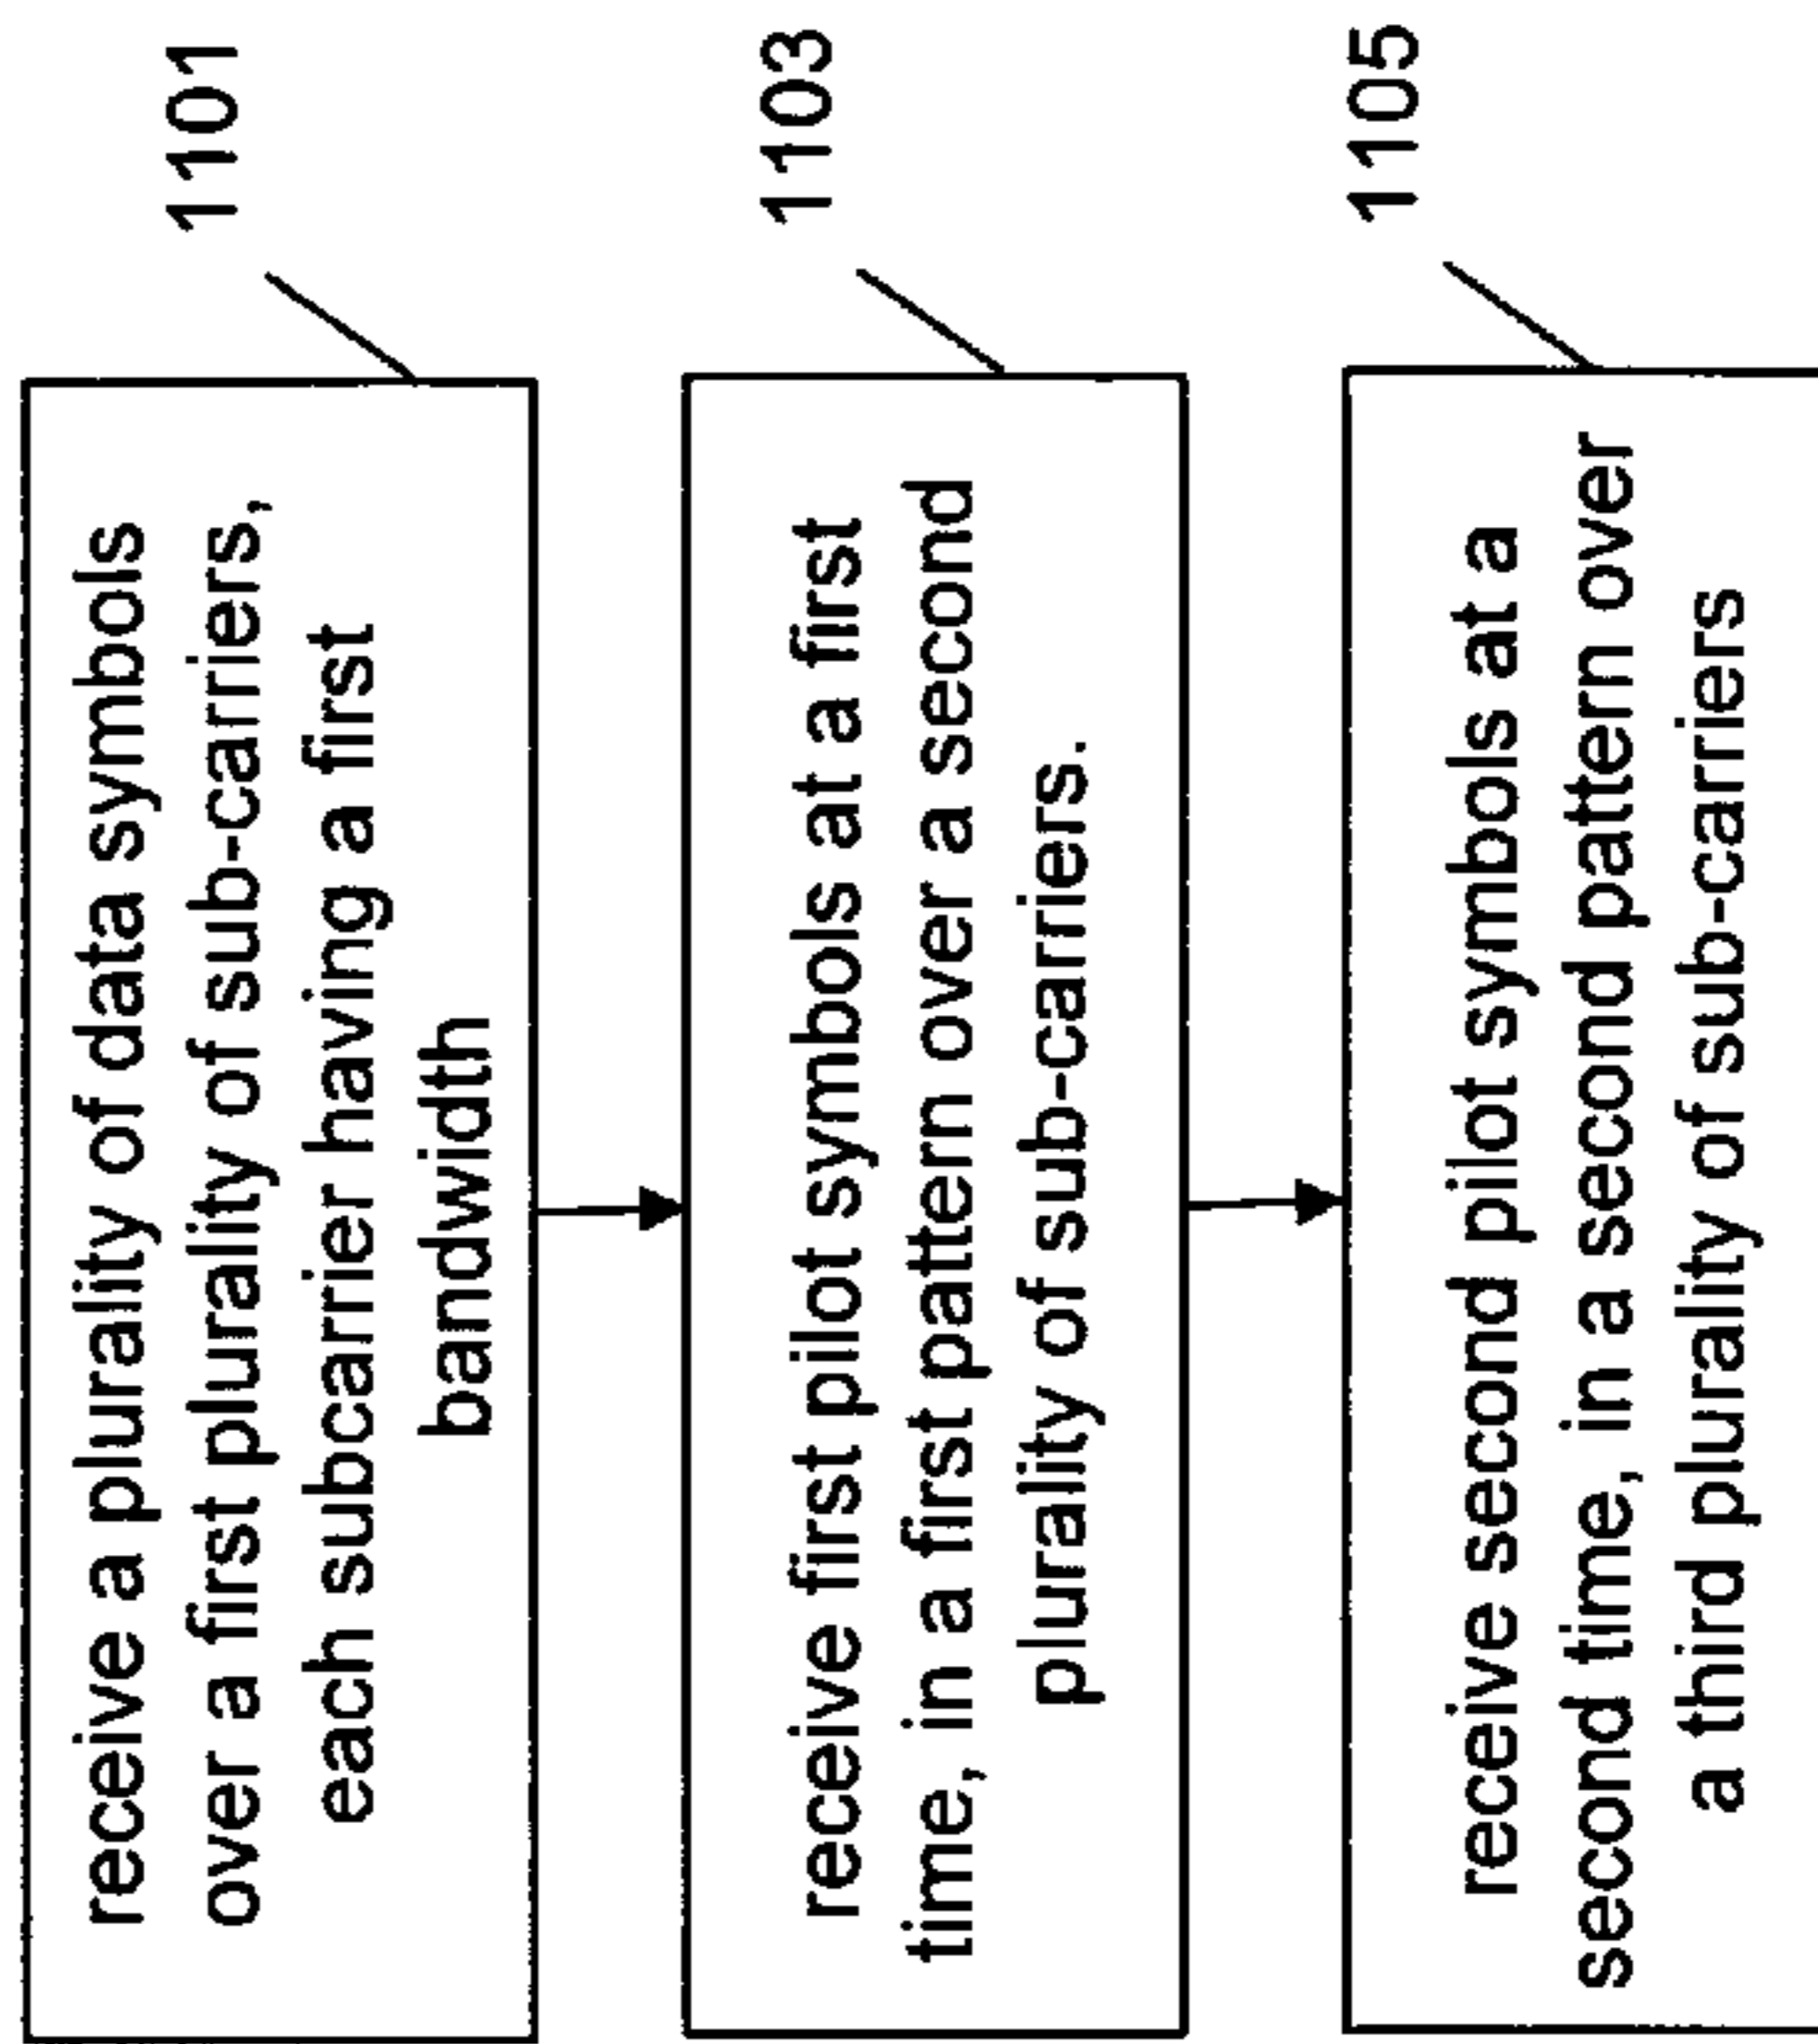 receive a plurality of data symbols
over a first plurality of sub-carriers,
each subcarrier having a first
bandwidth
1101
receive first pilot symbols at a first
time, in a first pattern over a second
plurality of sub-carriers.
1103
receive second pilot symbols at a
second time, in a second pattern over
a third plurality of sub-carriers
1105